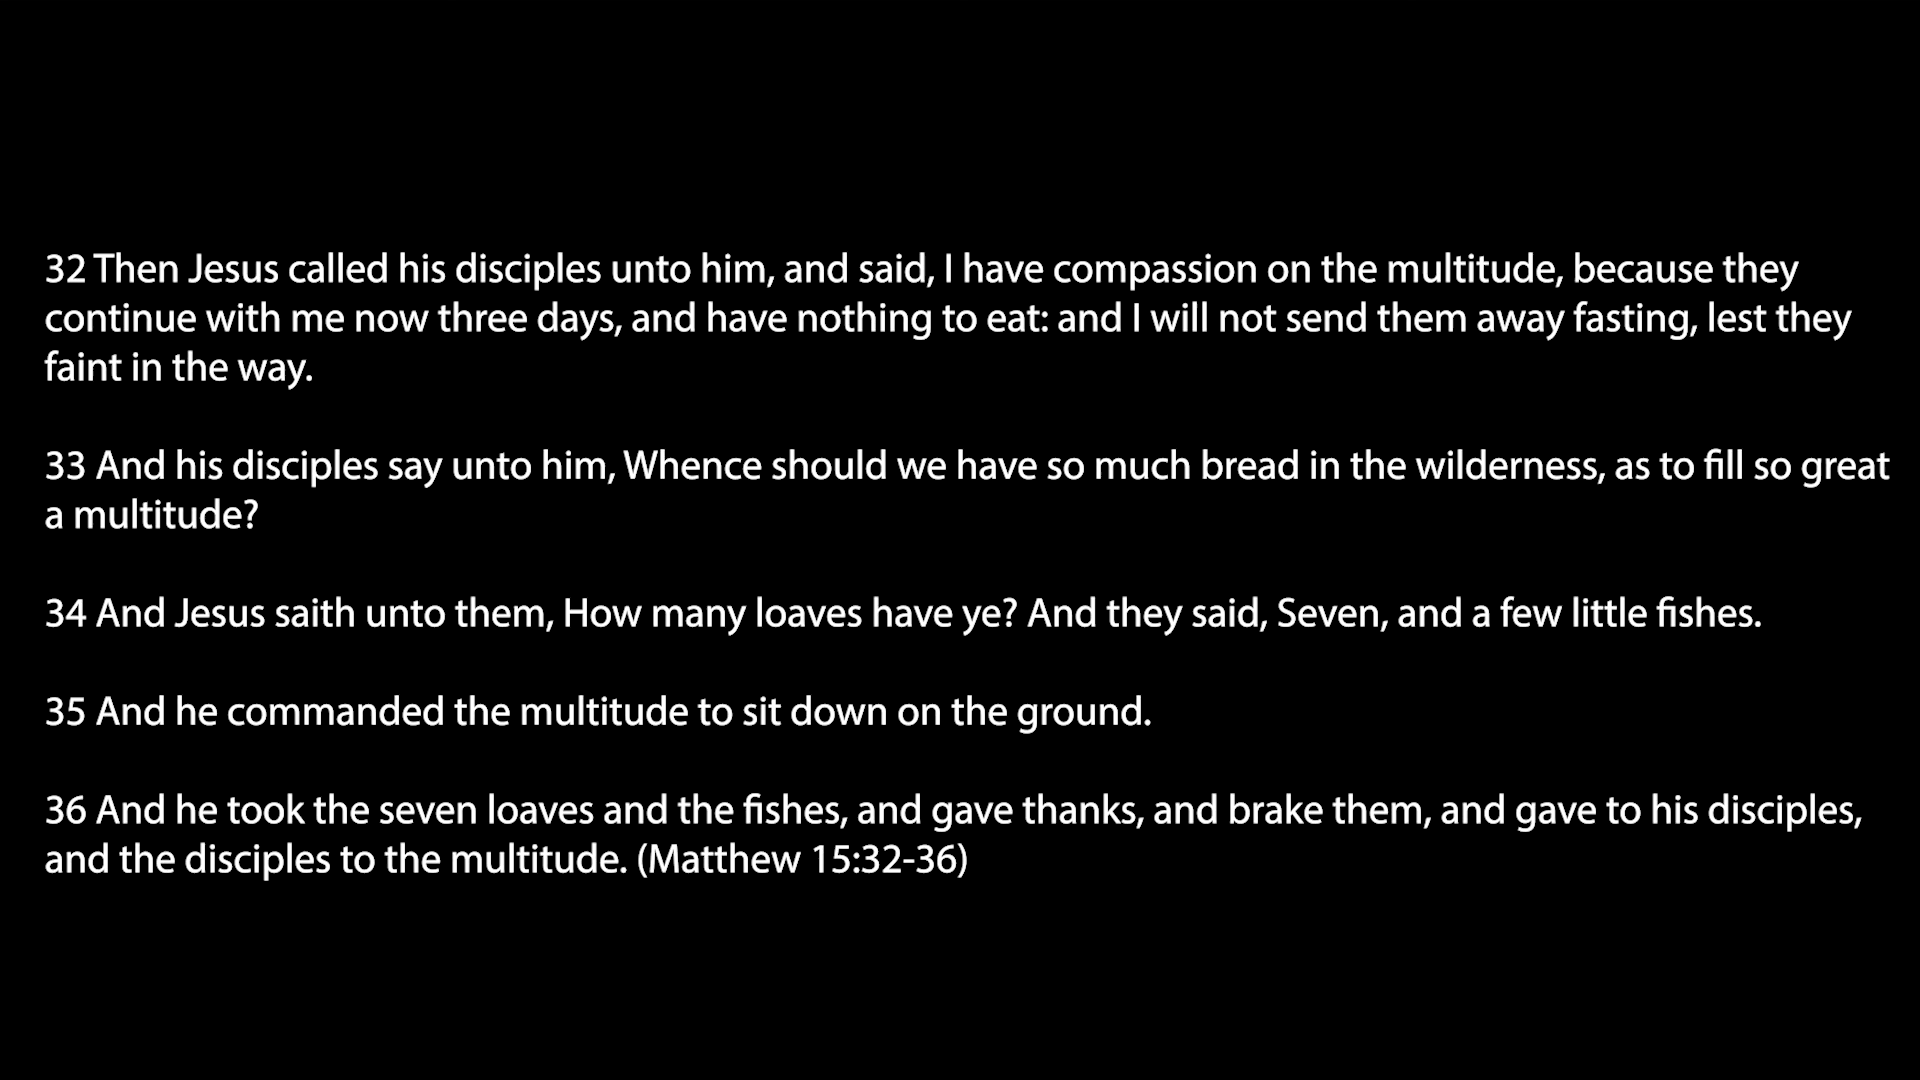 32 Then Jesus called his disciples unto him, and said, I have compassion on the multitude, because they
continue with me now three days, and have nothing to eat: and I will not send them away fasting, lest they
faint in the way.
33 And his disciples say unto him, Whence should we have so much bread in the wilderness, as to fill so great
a multitude?
34 And Jesus saith unto them, How many loaves have ye? And they said, Seven, and a few little fishes.
35 And he commanded the multitude to sit down on the ground.
36 And he took the seven loaves and the fishes, and gave thanks, and brake them, and gave to his disciples,
and the disciples to the multitude. (Matthew 15:32-36)